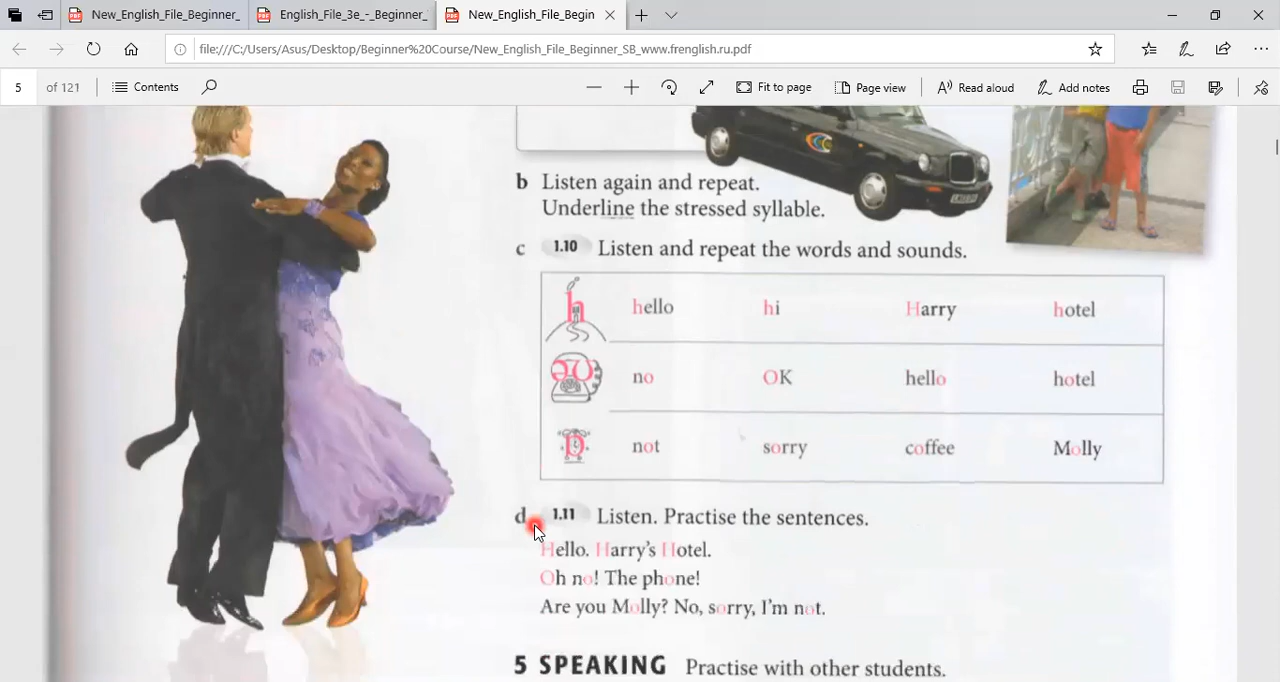 New_English_File_Beginner_
English_File_3e_-_Beginner_
New_English_File_Begin
file:///C:/Users/Asus/Desktop/Beginner%20Course/New_English_File_Beginner_SB_www.frenglish.ru.pdf
5 of 121 Contents Fit to page Page view Read aloud Add notes
b Listen again and repeat.
Underline the stressed syllable.
c 1.10 Listen and repeat the words and sounds.
h hello hi Harry hotel
əʊ no OK hello hotel
ɒ not sorry coffee Molly
d 1.11 Listen. Practise the sentences.
Hello. Harry's Hotel.
Oh no! The phone!
Are you Molly? No, sorry, I'm not.
5 SPEAKING Practise with other students.